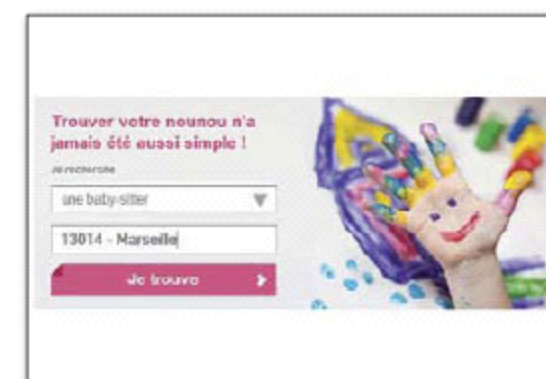 Trouver votre nounou n'a
jamais été aussi simple !
Je recherche
une baby-sitter
13014 - Marseille
Je trouve